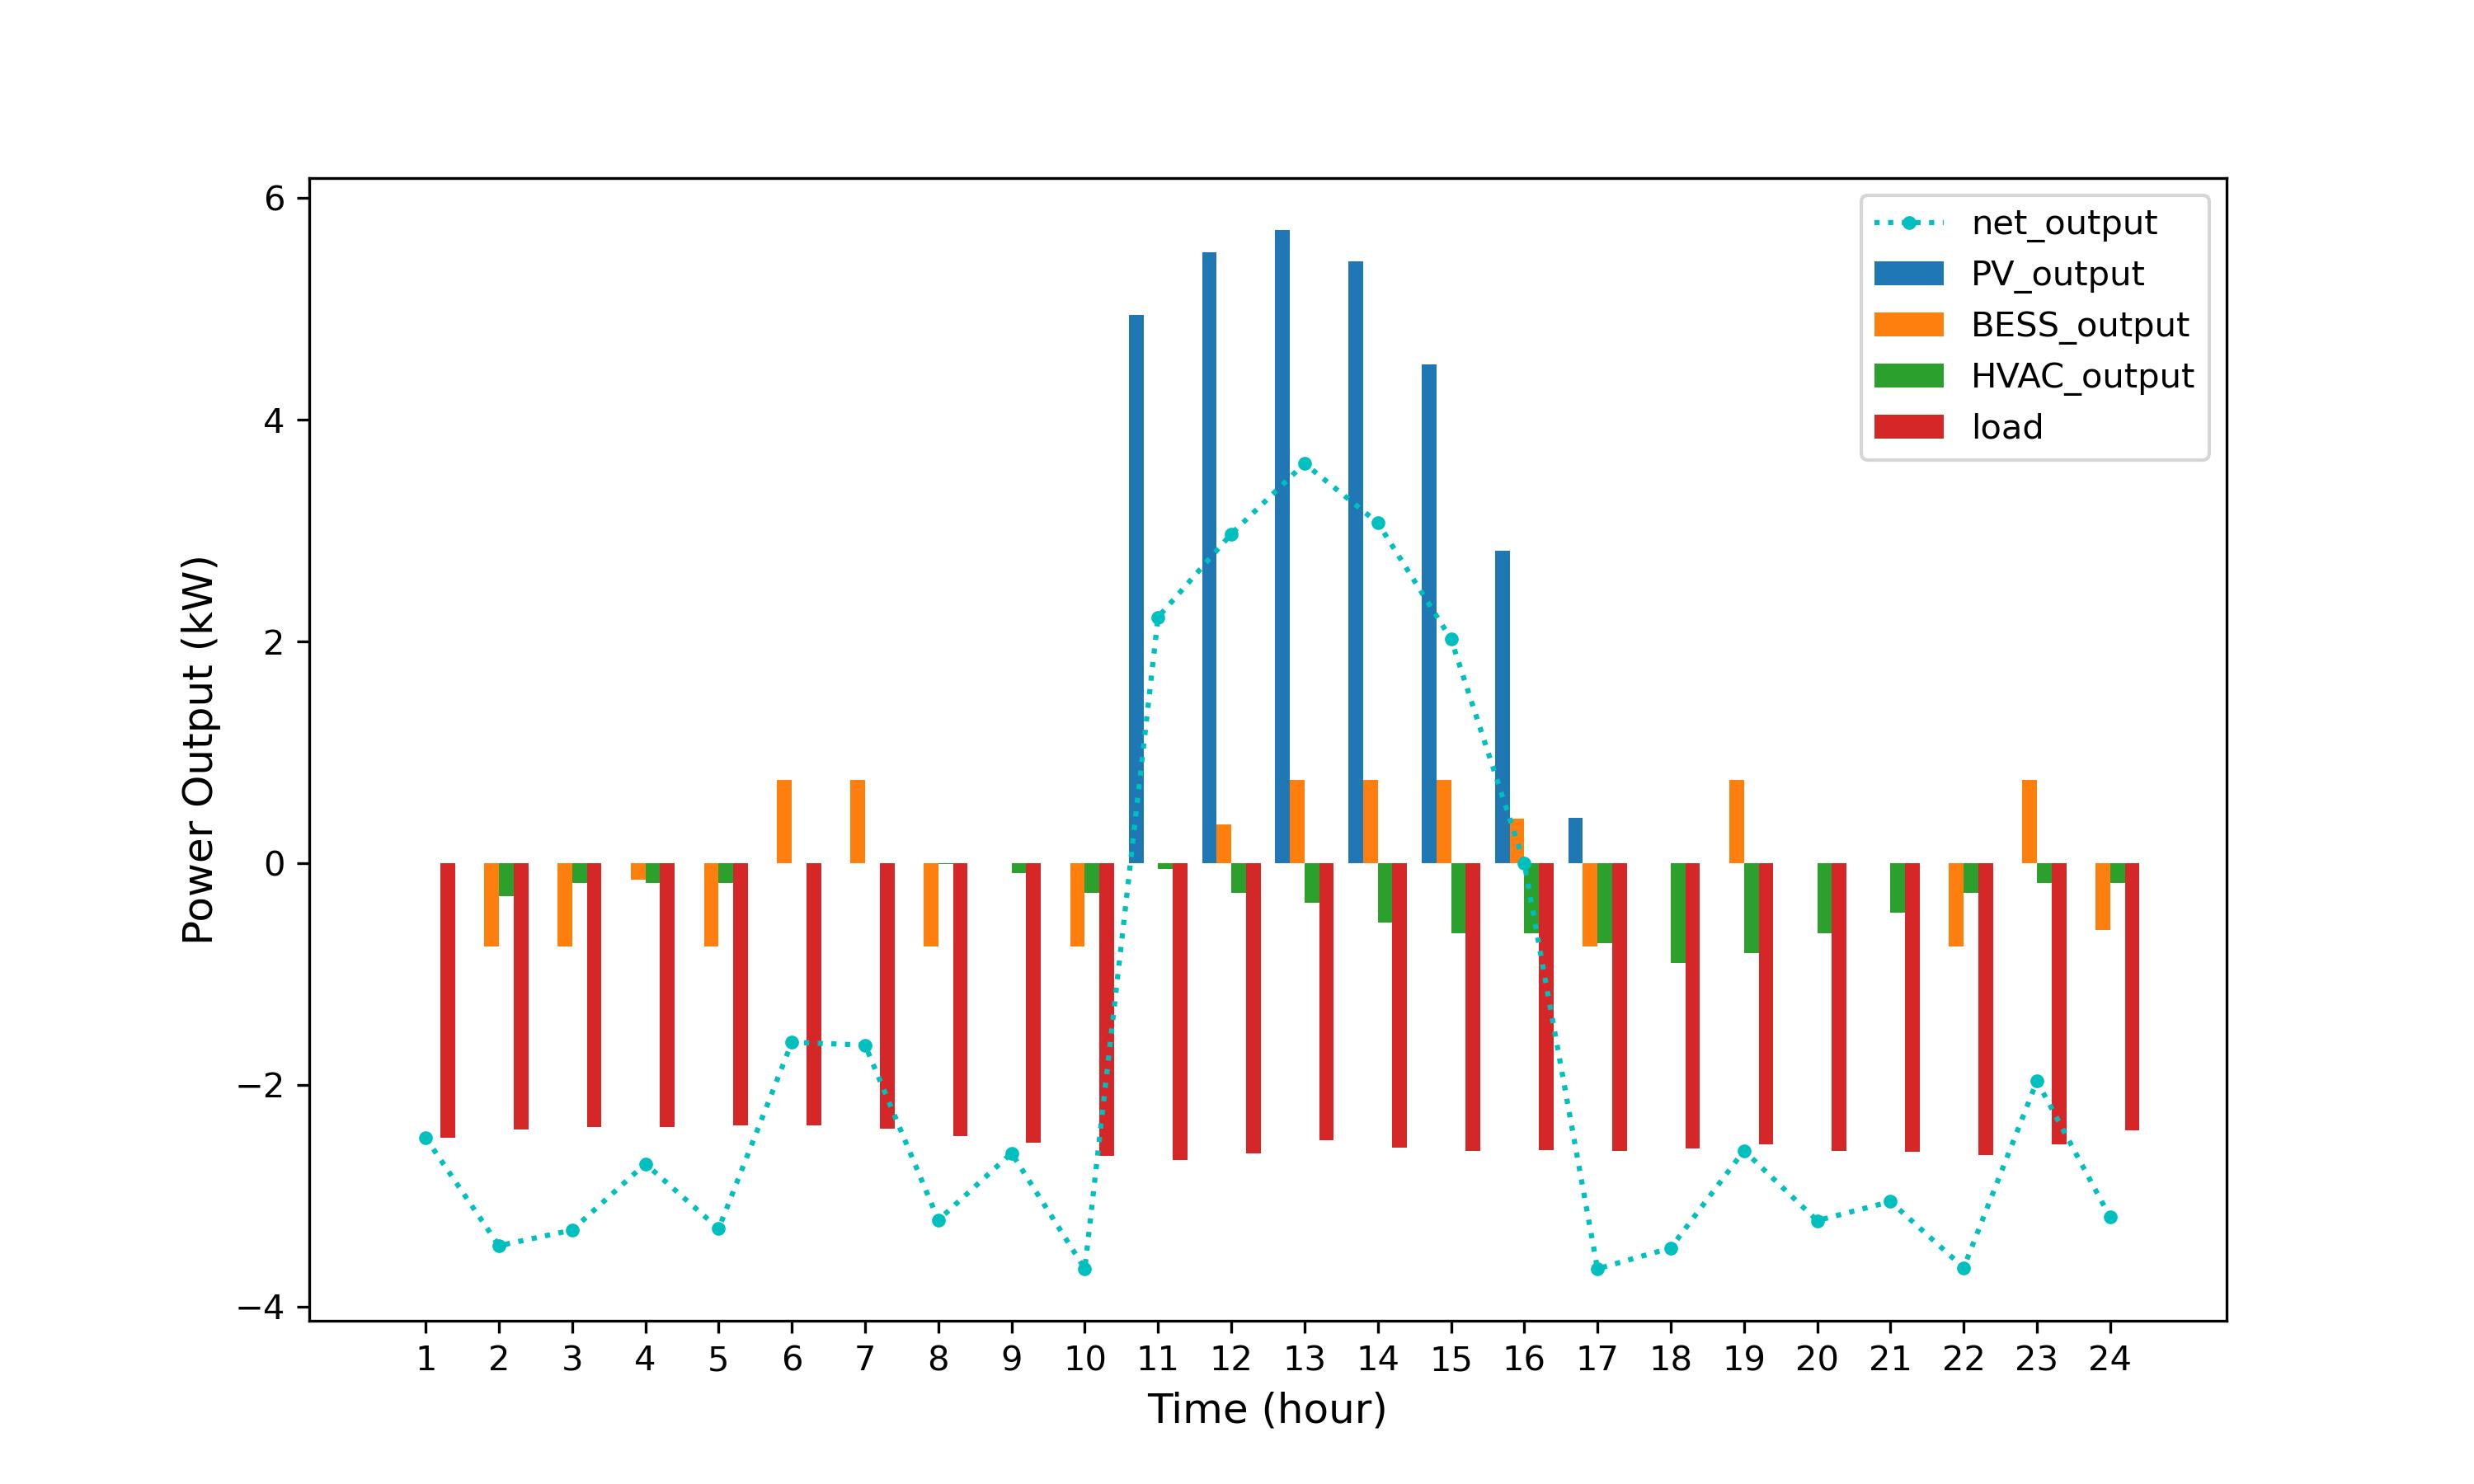 6
4
2
0
−2
−4
Power Output (kW)
net_output
PV_output
BESS_output
HVAC_output
load
1 2 3 4 5 6 7 8 9 10 11 12 13 14 15 16 17 18 19 20 21 22 23 24
Time (hour)